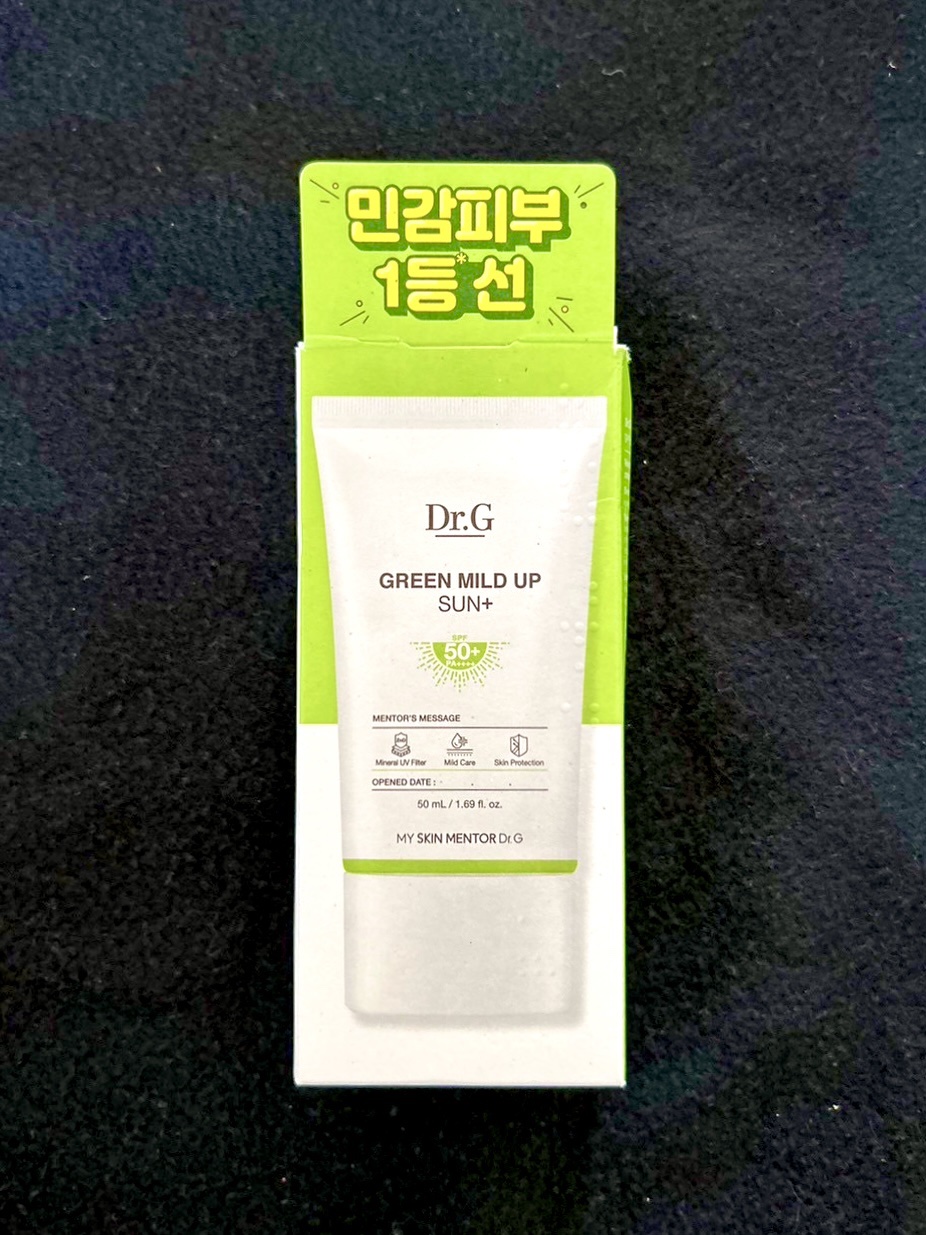 민감피부
1등* 선
Dr.G
GREEN MILD UP
SUN+
SPF
50+
PA++++
MENTOR'S MESSAGE
Mineral UV Filter Mild Care Skin Protection
OPENED DATE : . .
50 mL / 1.69 fl. oz.
MY SKIN MENTOR Dr.G